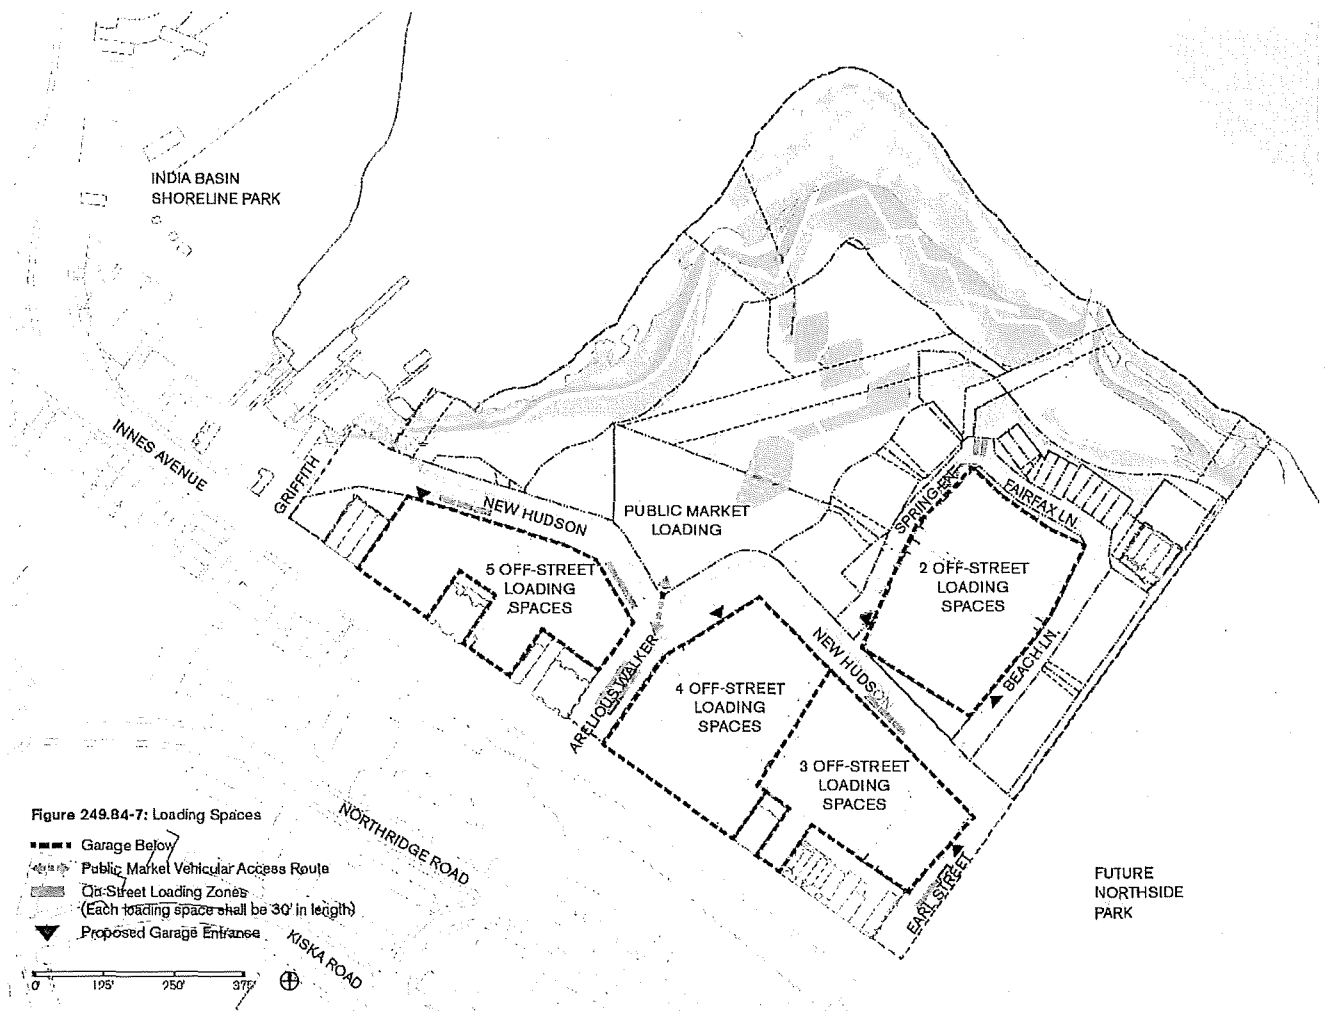 INDIA BASIN
SHORELINE PARK
INNES AVENUE
GRIFFITH
NEW HUDSON
PUBLIC MARKET
LOADING
SPRING LN
FAIRFAX LN
5 OFF-STREET
LOADING
SPACES
2 OFF-STREET
LOADING
SPACES
ARELIOUS WALKER
NEW HUDSON
BEACH LN
4 OFF-STREET
LOADING
SPACES
3 OFF-STREET
LOADING
SPACES
EARL STREET
FUTURE
NORTHSIDE
PARK
NORTHRIDGE ROAD
KISKA ROAD
Figure 249.84-7: Loading Spaces
Garage Below
Public Market Vehicular Access Route
On-Street Loading Zones
(Each loading space shall be 30' in length)
Proposed Garage Entrance
0' 125' 250' 375'